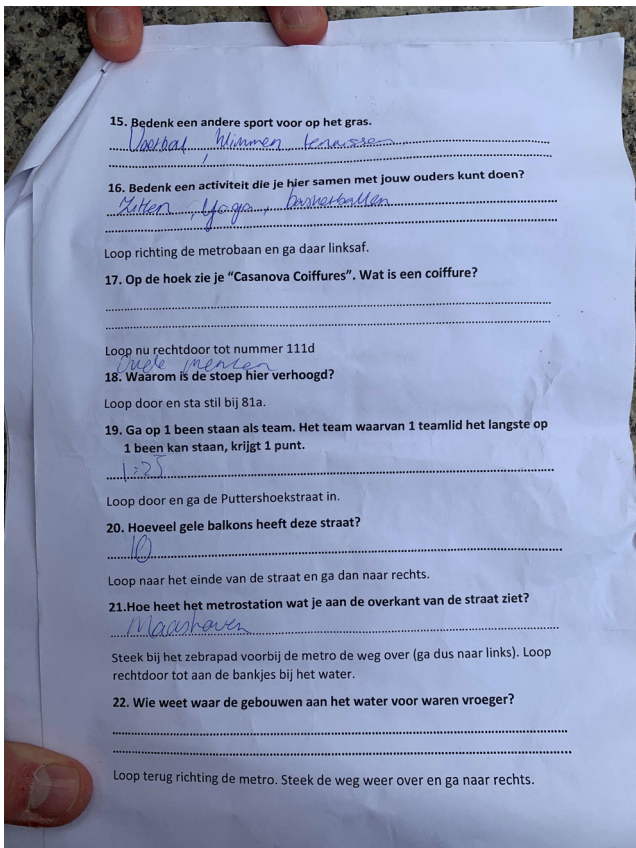 15. Bedenk een andere sport voor op het gras.
Voetbal, klimmen tennissen
16. Bedenk een activiteit die je hier samen met jouw ouders kunt doen?
Zitten, Yoga, basketballen
Loop richting de metrobaan en ga daar linksaf.
17. Op de hoek zie je “Casanova Coiffures”. Wat is een coiffure?
Loop nu rechtdoor tot nummer 111d
Oude mensen
18. Waarom is de stoep hier verhoogd?
Loop door en sta stil bij 81a.
19. Ga op 1 been staan als team. Het team waarvan 1 teamlid het langste op
1 been kan staan, krijgt 1 punt.
1:25
Loop door en ga de Puttershoekstraat in.
20. Hoeveel gele balkons heeft deze straat?
10
Loop naar het einde van de straat en ga dan naar rechts.
21.Hoe heet het metrostation wat je aan de overkant van de straat ziet?
Maashaven
Steek bij het zebrapad voorbij de metro de weg over (ga dus naar links). Loop
rechtdoor tot aan de bankjes bij het water.
22. Wie weet waar de gebouwen aan het water voor waren vroeger?
Loop terug richting de metro. Steek de weg weer over en ga naar rechts.